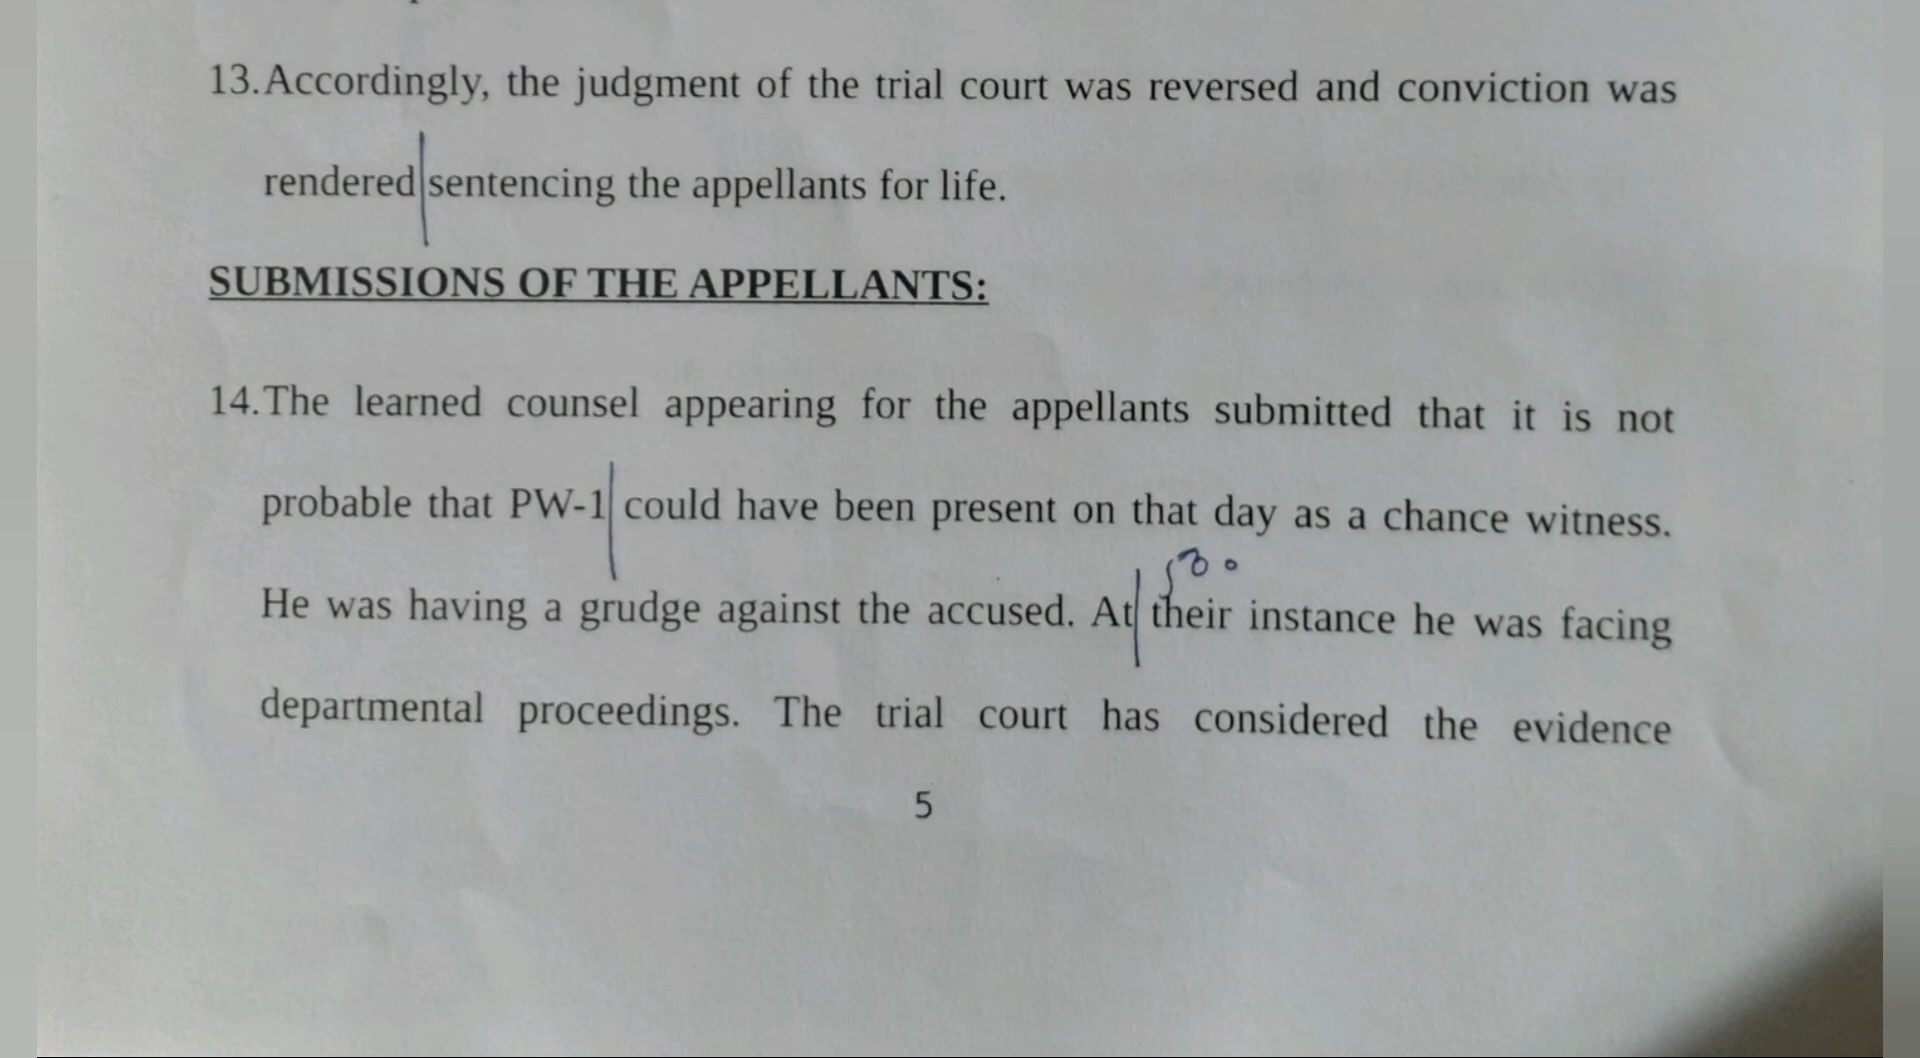 13.Accordingly, the judgment of the trial court was reversed and conviction was
rendered sentencing the appellants for life.
SUBMISSIONS OF THE APPELLANTS:
14.The learned counsel appearing for the appellants submitted that it is not
probable that PW-1 could have been present on that day as a chance witness.
He was having a grudge against the accused. At their instance he was facing
departmental proceedings. The trial court has considered the evidence
5